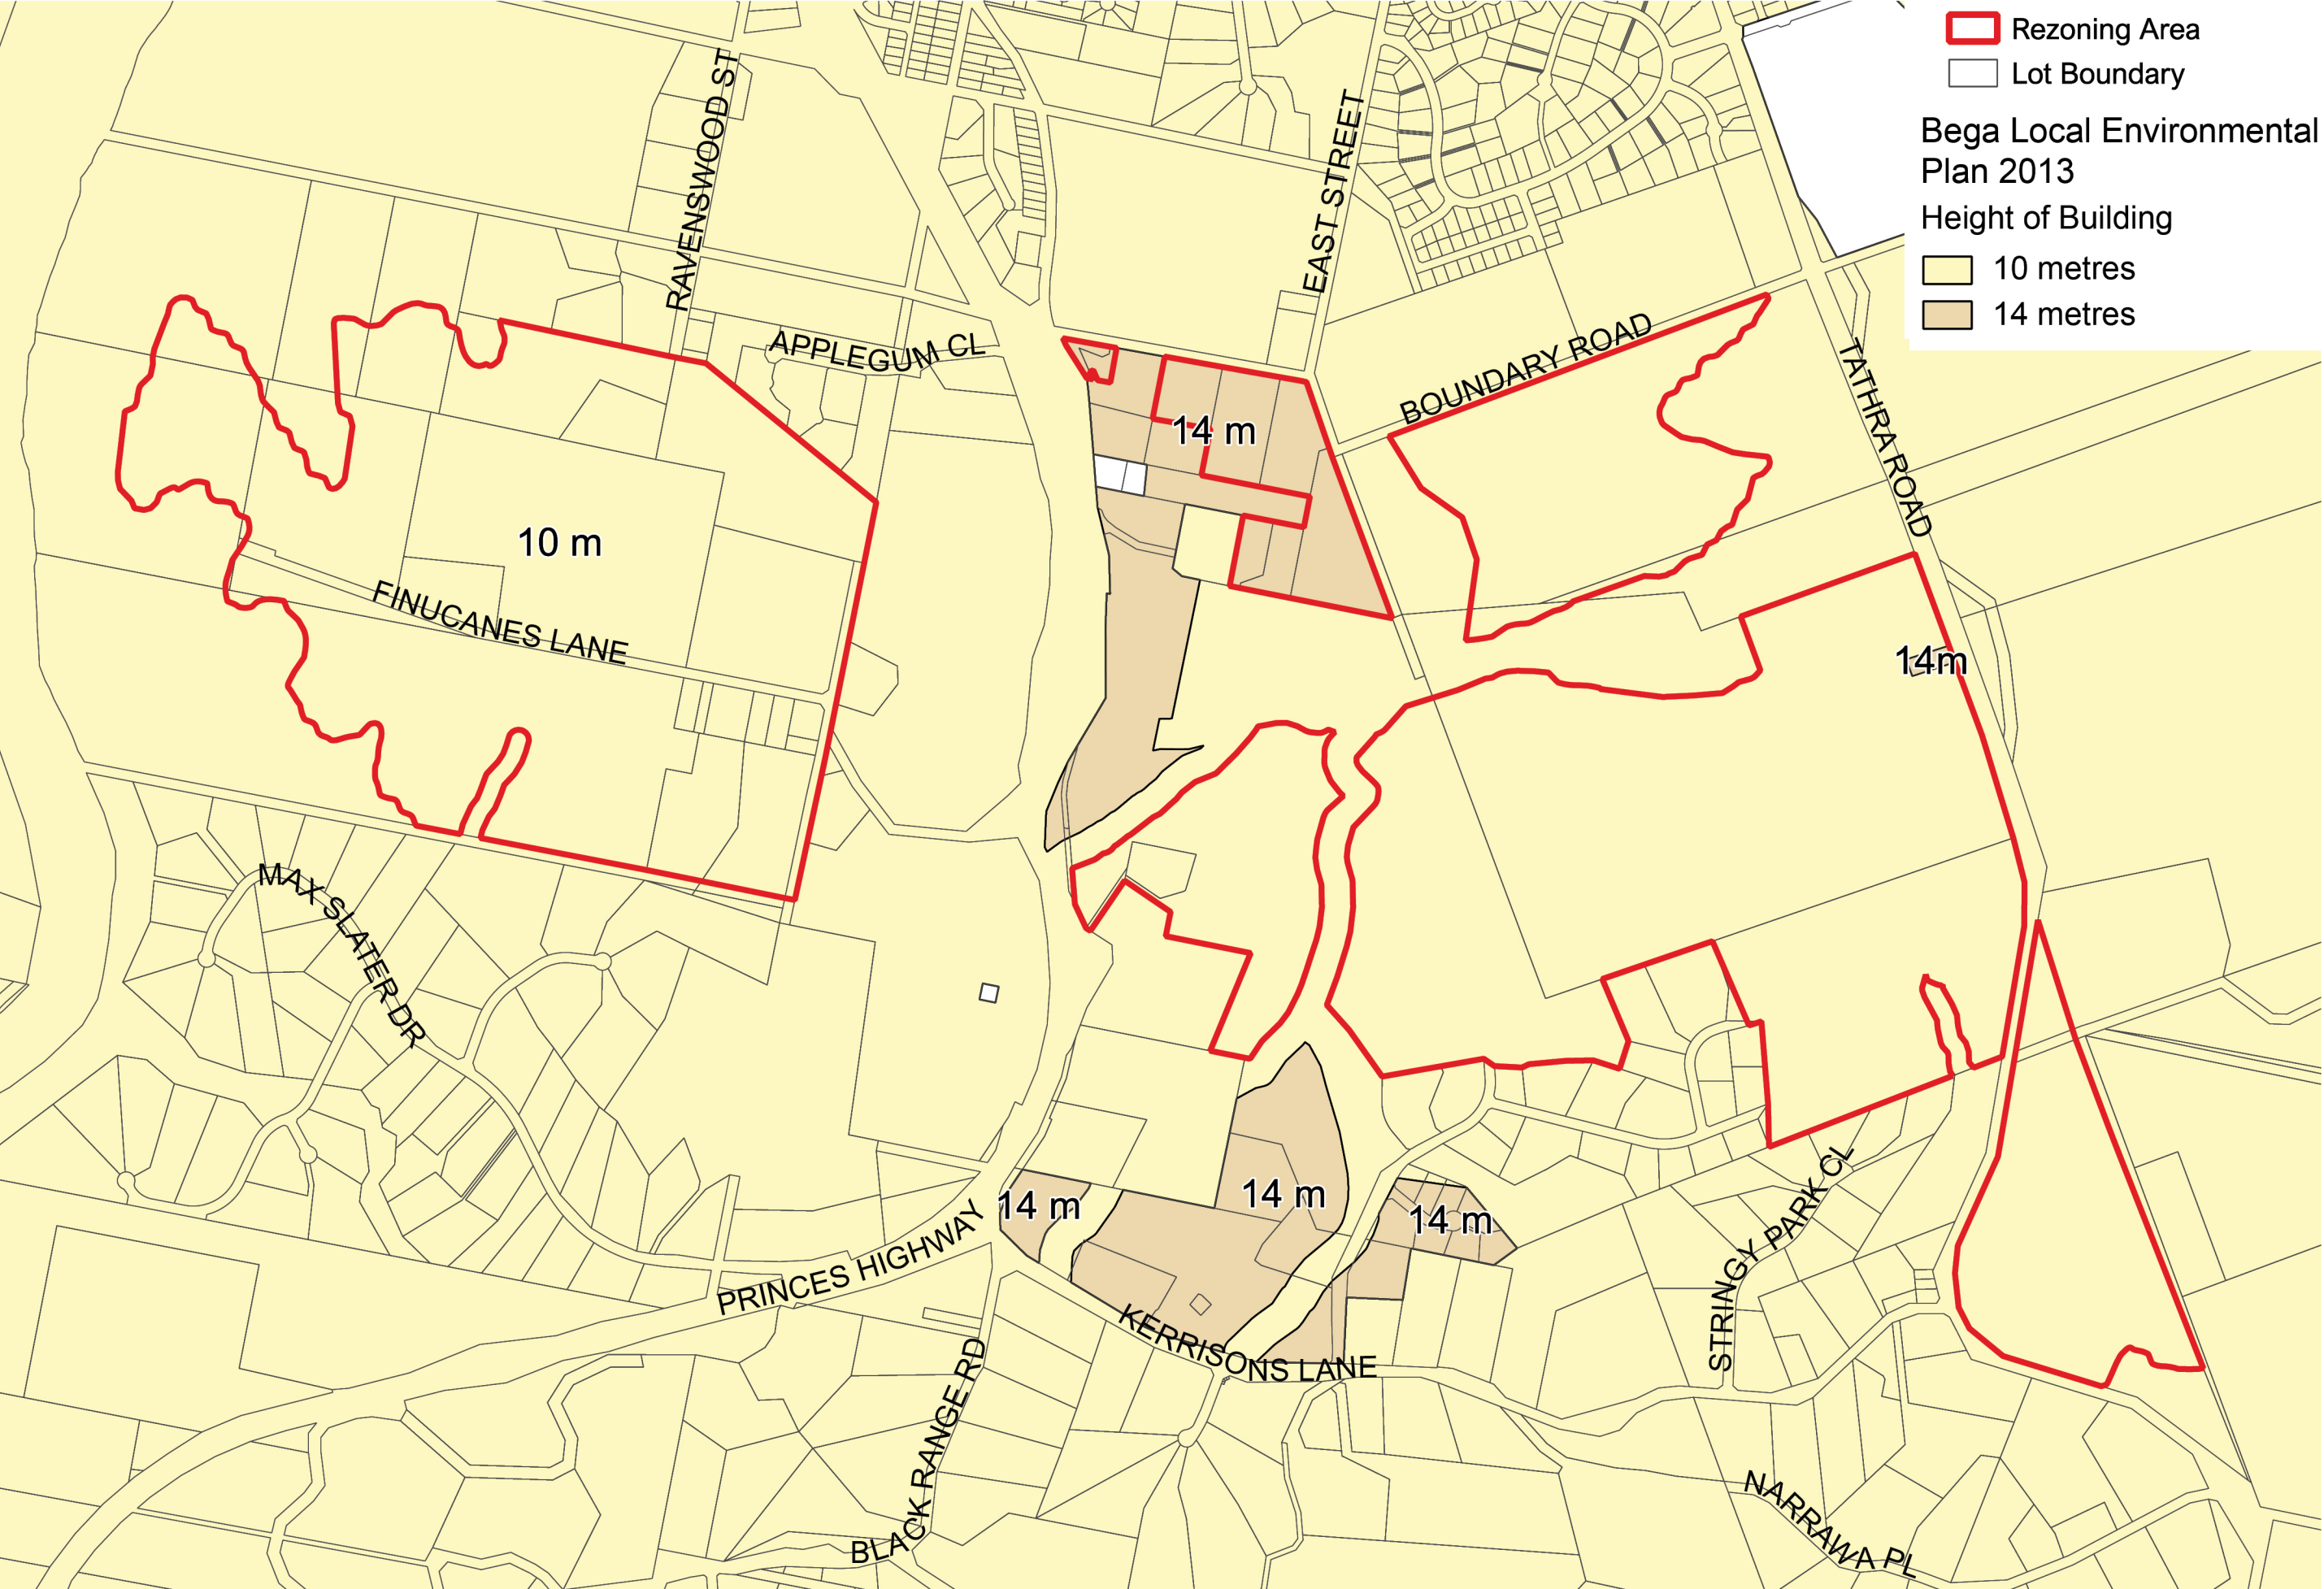 Rezoning Area
Lot Boundary
Bega Local Environmental
Plan 2013
Height of Building
10 metres
14 metres
RAVENSWOOD ST
EAST STREET
APPLEGUM CL
BOUNDARY ROAD
TATHRA ROAD
14 m
10 m
FINUCANES LANE
14m
MAX SLATER DR
14 m
14 m
14 m
PRINCES HIGHWAY
STRINGY PARK CL
KERRISONS LANE
BLACK RANGE RD
NARRAWA PL